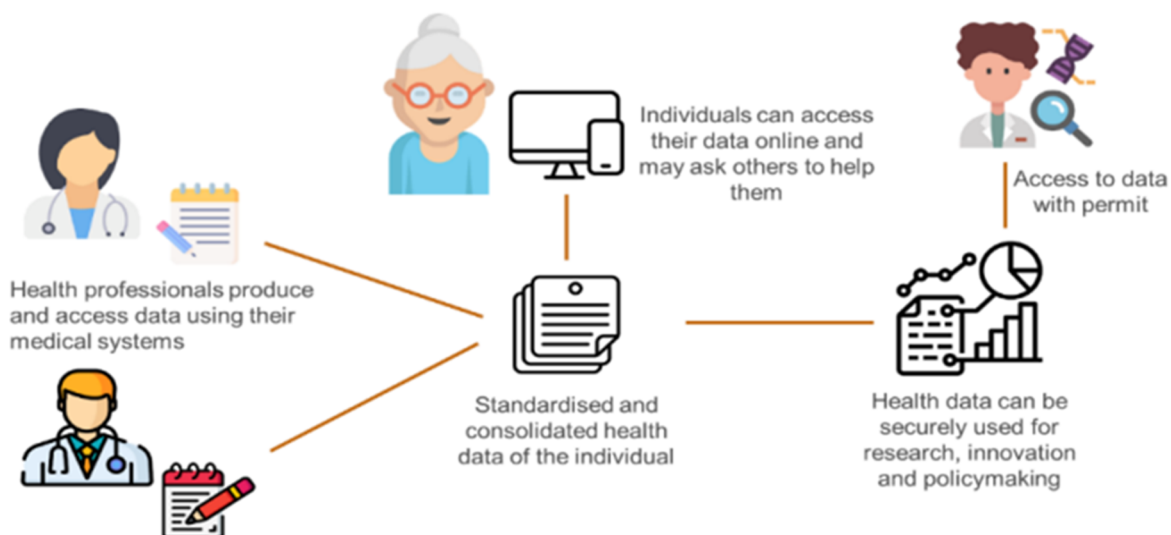 Individuals can access
their data online and
may ask others to help
them
Access to data
with permit
Health professionals produce
and access data using their
medical systems
Standardised and
consolidated health
data of the individual
Health data can be
securely used for
research, innovation
and policymaking